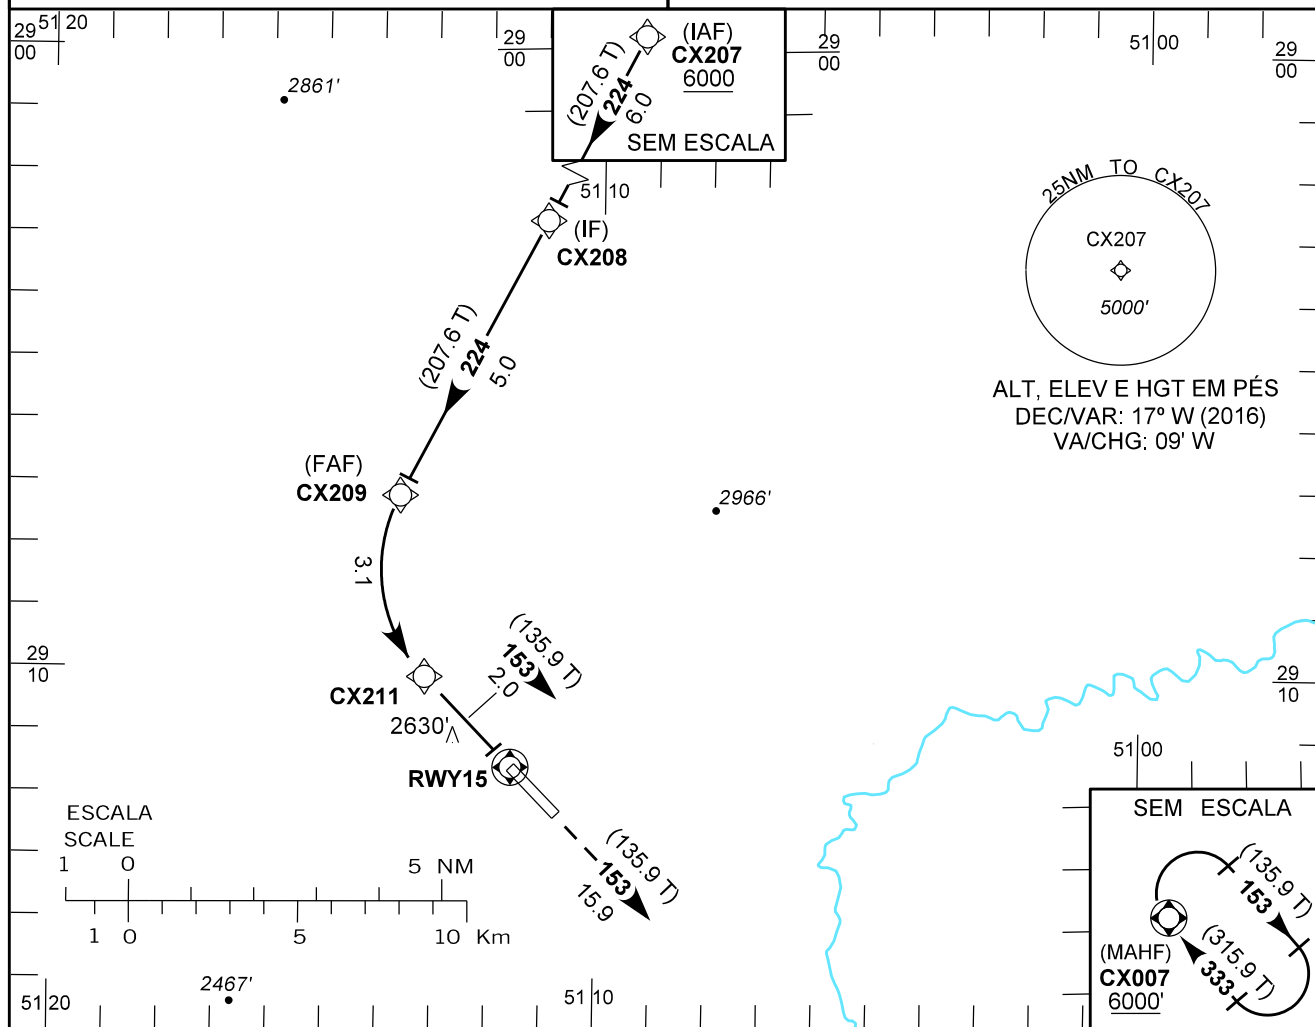 51 20
29
00
2861'
29
00
(IAF)
CX207
6000
(207.6 T)
224
6.0
SEM ESCALA
29
00
51 00
29
00
51 10
(IF)
CX208
25NM TO CX207
CX207
5000'
ALT, ELEV E HGT EM PÉS
DEC/VAR: 17º W (2016)
VA/CHG: 09' W
(207.6 T)
224
5.0
(FAF)
CX209
2966'
3.1
(135.9 T)
153
2.0
29
10
29
10
CX211
2630'
RWY15
51 00
ESCALA
SCALE
1 0 5 NM
1 0 5 10 Km
(135.9 T)
153
15.9
SEM ESCALA
(135.9 T)
153
(315.9 T)
333
(MAHF)
CX007
6000'
2467'
51 20
51 10